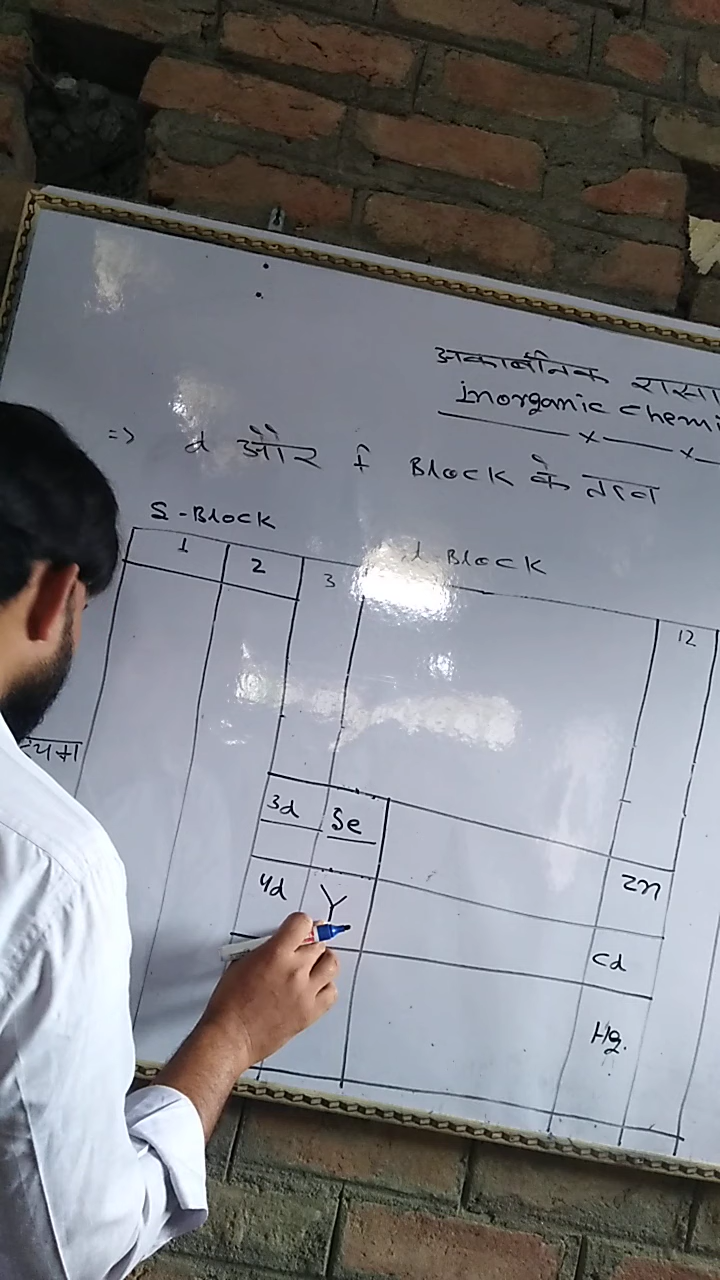 अकार्बनिक रासा
inorganic chemi
=> d और f Block के तत्व
S-Block
d-Block
1 2 3 12
3d Se Zn
4d Y Cd
Hg.